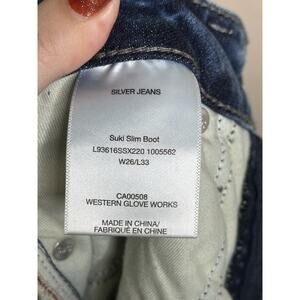 SILVER JEANS
Suki Slim Boot
L93616SSX220 1005562
W26/L33
CA00508
WESTERN GLOVE WORKS
MADE IN CHINA/
FABRIQUÉ EN CHINE